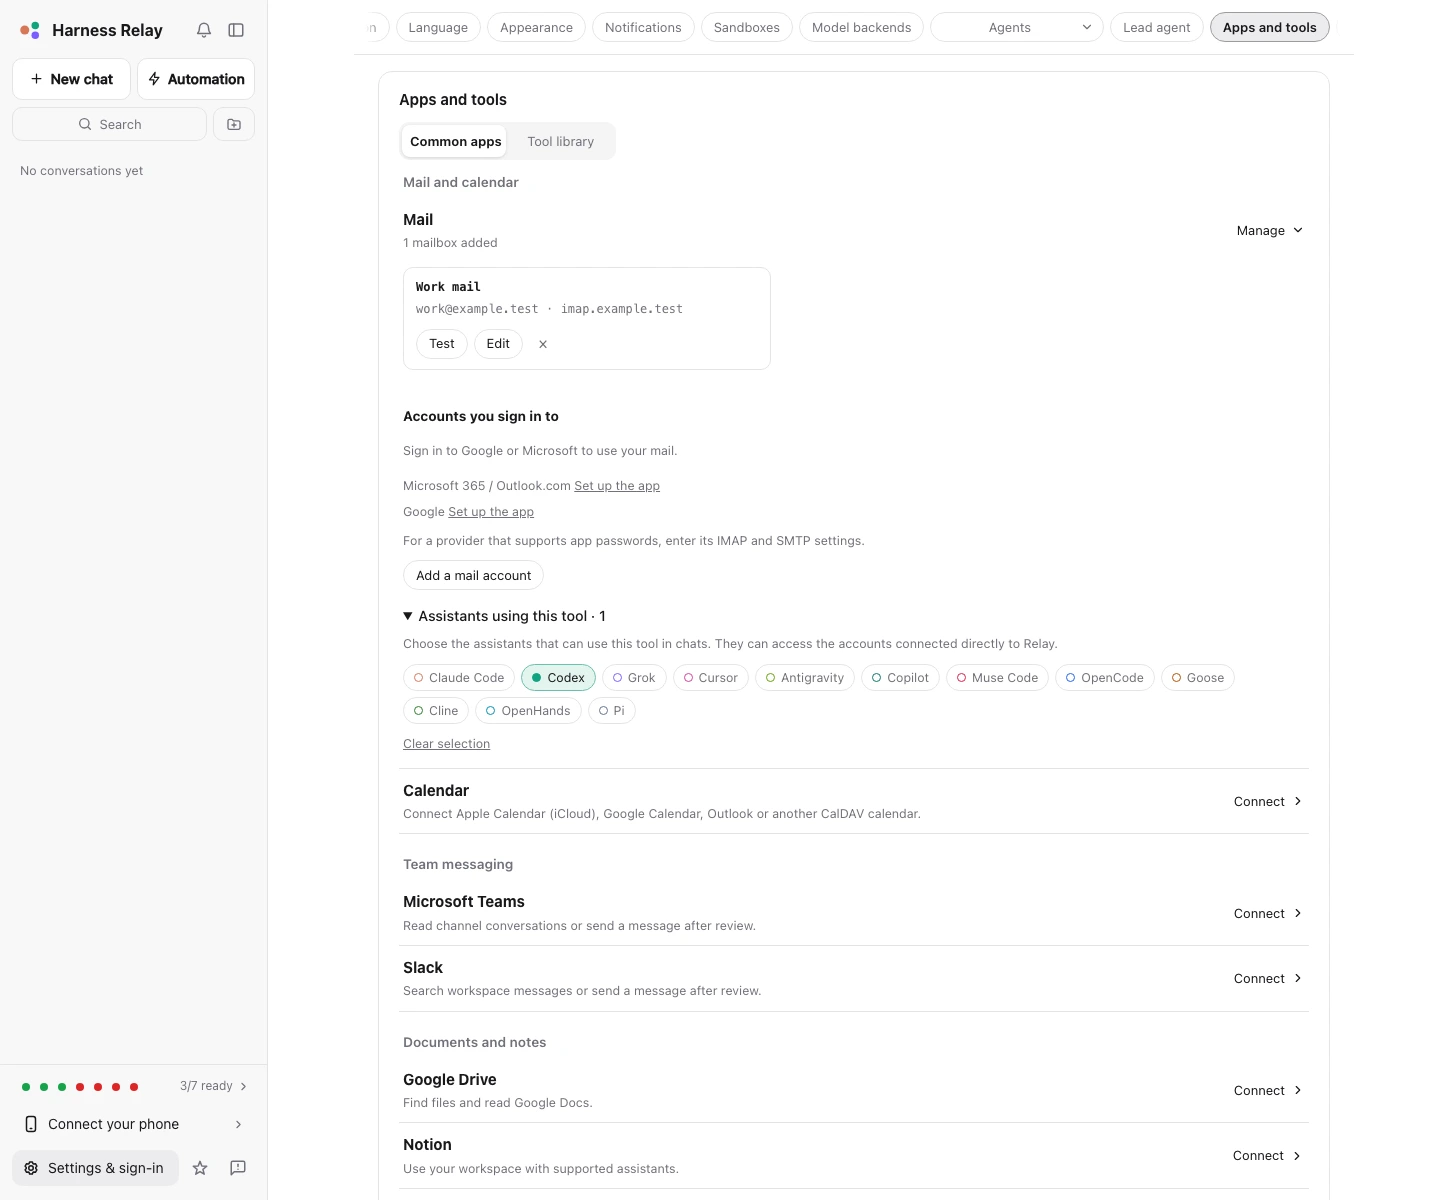 Harness Relay
New chat
Automation
Search
No conversations yet
3/7 ready
Connect your phone
Settings & sign-in
Language
Appearance
Notifications
Sandboxes
Model backends
Agents
Lead agent
Apps and tools
Apps and tools
Common apps
Tool library
Mail and calendar
Mail
1 mailbox added
Manage
Work mail
work@example.test · imap.example.test
Test
Edit
×
Accounts you sign in to
Sign in to Google or Microsoft to use your mail.
Microsoft 365 / Outlook.com Set up the app
Google Set up the app
For a provider that supports app passwords, enter its IMAP and SMTP settings.
Add a mail account
▼ Assistants using this tool · 1
Choose the assistants that can use this tool in chats. They can access the accounts connected directly to Relay.
Claude Code
Codex
Grok
Cursor
Antigravity
Copilot
Muse Code
OpenCode
Goose
Cline
OpenHands
Pi
Clear selection
Calendar
Connect Apple Calendar (iCloud), Google Calendar, Outlook or another CalDAV calendar.
Connect
Team messaging
Microsoft Teams
Read channel conversations or send a message after review.
Connect
Slack
Search workspace messages or send a message after review.
Connect
Documents and notes
Google Drive
Find files and read Google Docs.
Connect
Notion
Use your workspace with supported assistants.
Connect